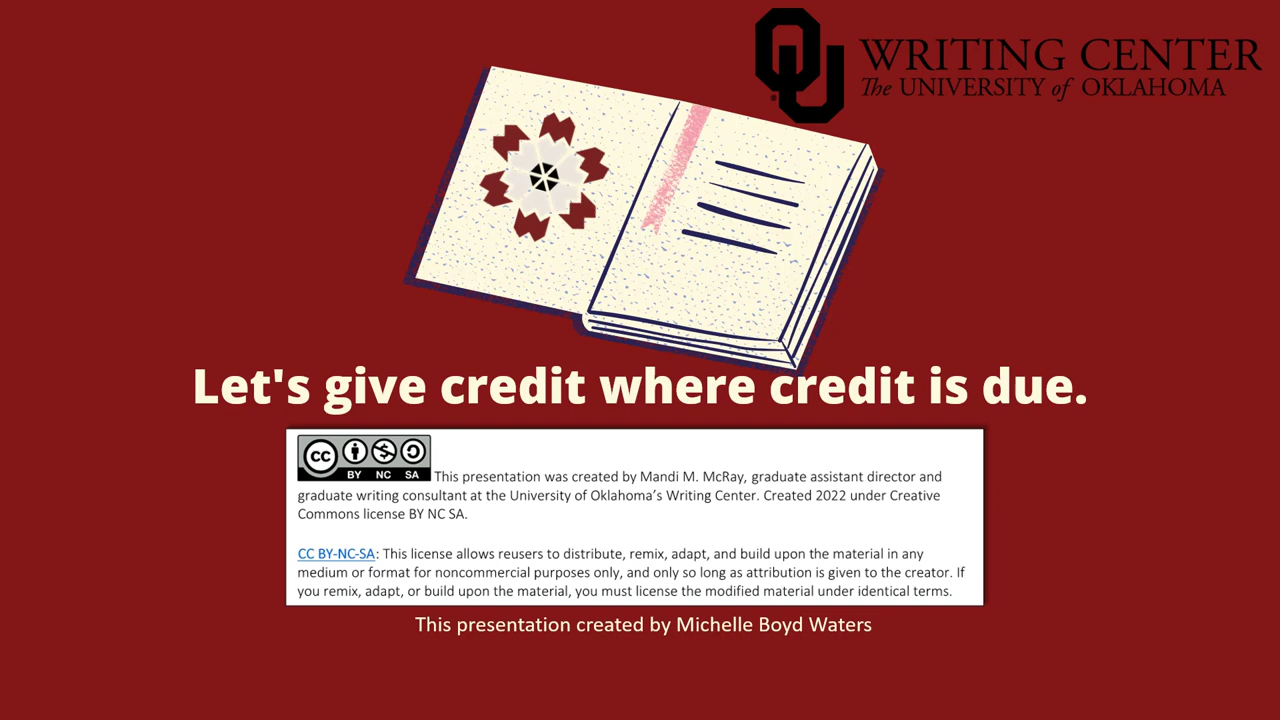 OU WRITING CENTER
The UNIVERSITY of OKLAHOMA
Let's give credit where credit is due.
CC BY NC SA This presentation was created by Mandi M. McRay, graduate assistant director and
graduate writing consultant at the University of Oklahoma’s Writing Center. Created 2022 under Creative
Commons license BY NC SA.
CC BY-NC-SA: This license allows reusers to distribute, remix, adapt, and build upon the material in any
medium or format for noncommercial purposes only, and only so long as attribution is given to the creator. If
you remix, adapt, or build upon the material, you must license the modified material under identical terms.
This presentation created by Michelle Boyd Waters